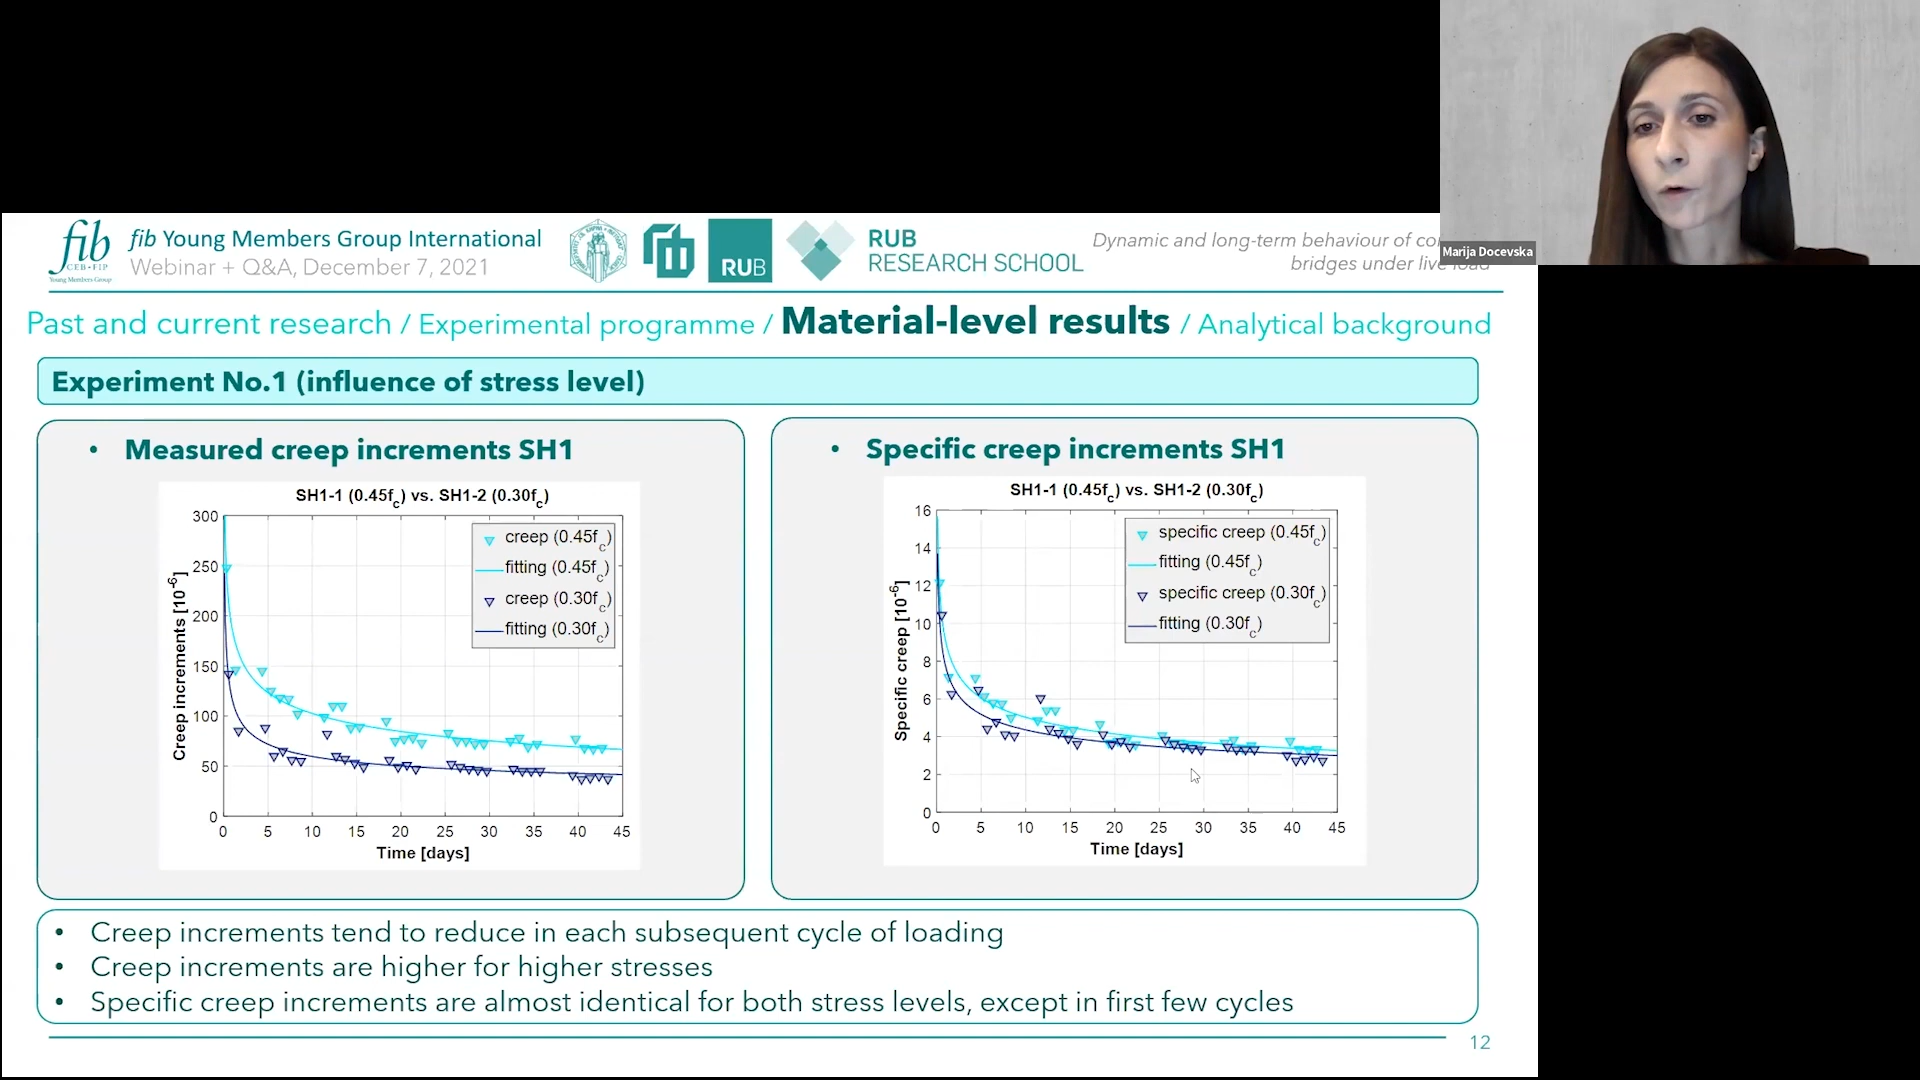 Marija Docevska
fib
CEB-FIP
Young Members Group
fib Young Members Group International
Webinar + Q&A, December 7, 2021
RUB
RUB
RESEARCH SCHOOL
Dynamic and long-term behaviour of co
bridges under live load
Past and current research / Experimental programme / Material-level results / Analytical background
Experiment No.1 (influence of stress level)
• Measured creep increments SH1
SH1-1 (0.45fc) vs. SH1-2 (0.30fc)
creep (0.45fc)
fitting (0.45fc)
creep (0.30fc)
fitting (0.30fc)
Creep increments [10-6]
300
250
200
150
100
50
0
0 5 10 15 20 25 30 35 40 45
Time [days]
• Specific creep increments SH1
SH1-1 (0.45fc) vs. SH1-2 (0.30fc)
specific creep (0.45fc)
fitting (0.45fc)
specific creep (0.30fc)
fitting (0.30fc)
Specific creep [10-6]
16
14
12
10
8
6
4
2
0
0 5 10 15 20 25 30 35 40 45
Time [days]
• Creep increments tend to reduce in each subsequent cycle of loading
• Creep increments are higher for higher stresses
• Specific creep increments are almost identical for both stress levels, except in first few cycles
12